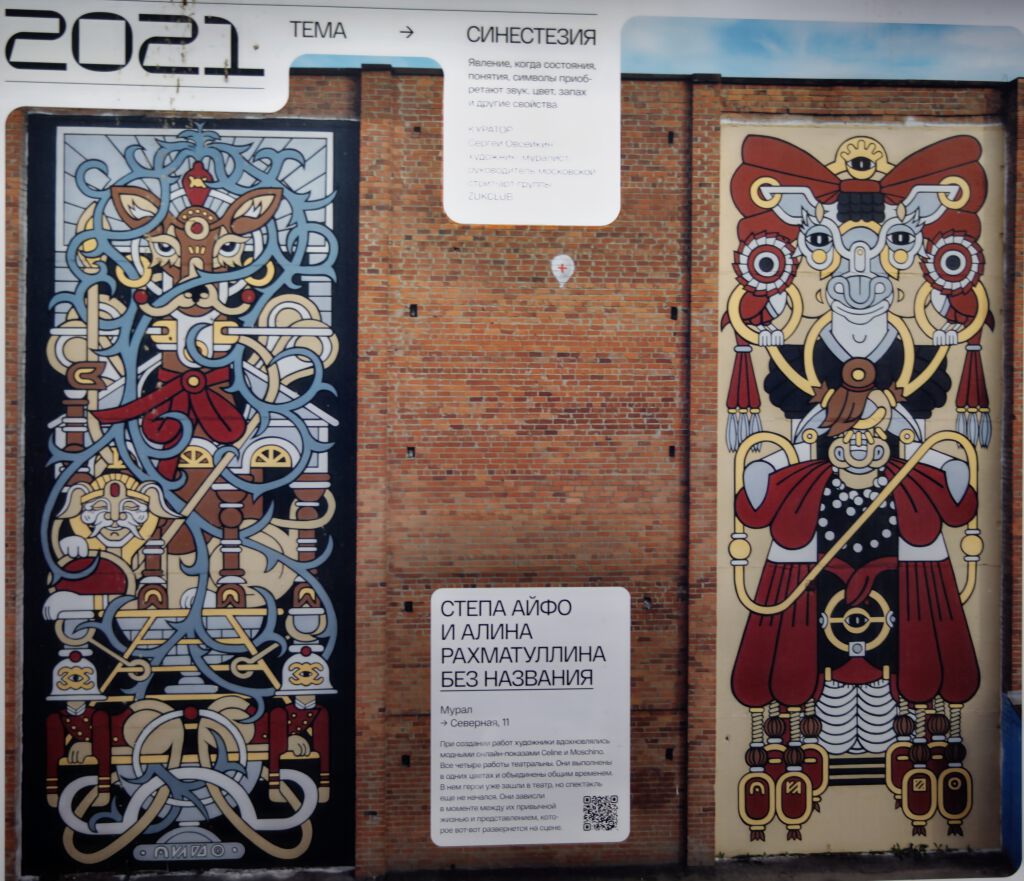 2021
ТЕМА → СИНЕСТЕЗИЯ
Явление, когда состояния,
понятия, символы приоб-
ретают звук, цвет, запах
и другие свойства.
КУРАТОР
Сергей Овсейкин
художник-муралист,
руководитель московской
стрит-арт-группы
ZUKCLUB
СТЕПА АЙФО
И АЛИНА
РАХМАТУЛЛИНА
БЕЗ НАЗВАНИЯ
Мурал
→ Северная, 11
При создании работ художники вдохновлялись
модными онлайн-показами Celine и Moschino.
Все четыре работы театральны. Они выполнены
в одних цветах и объединены общим временем.
В нем герои уже зашли в театр, но спектакль
еще не начался. Они зависли
в моменте между их привычной
жизнью и представлением, кото-
рое вот-вот развернется на сцене.